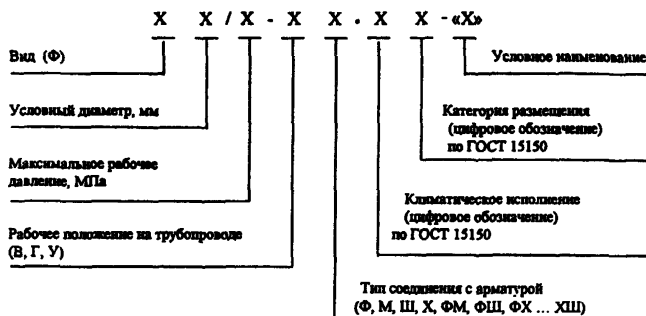 X X / X - X X . X X - «X»
Вид (Ф)
Условное наименование
Условный диаметр, мм
Категория размещения
(цифровое обозначение)
по ГОСТ 15150
Максимальное рабочее
давление, МПа
Климатическое исполнение
(цифровое обозначение)
по ГОСТ 15150
Рабочее положение на трубопроводе
(В, Г, У)
Тип соединения с арматурой
(Ф, М, Ш, Х, ФМ, ФШ, ФХ ... ХШ)